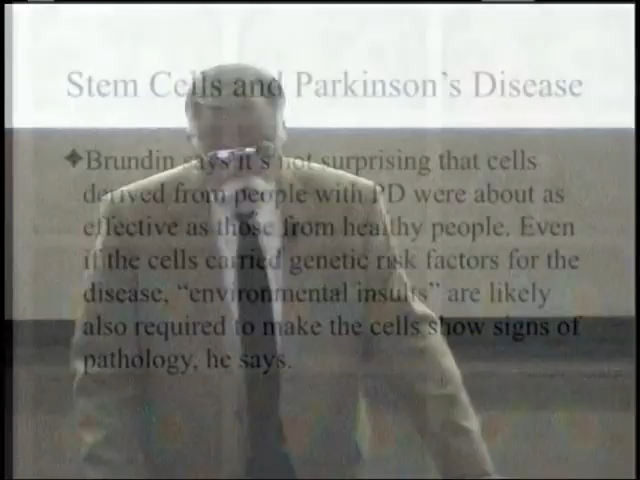 Stem Cells and Parkinson's Disease
✦Brundin says it's not surprising that cells
derived from people with PD were about as
effective as those from healthy people. Even
if the cells carried genetic risk factors for the
disease, “environmental insults” are likely
also required to make the cells show signs of
pathology, he says.